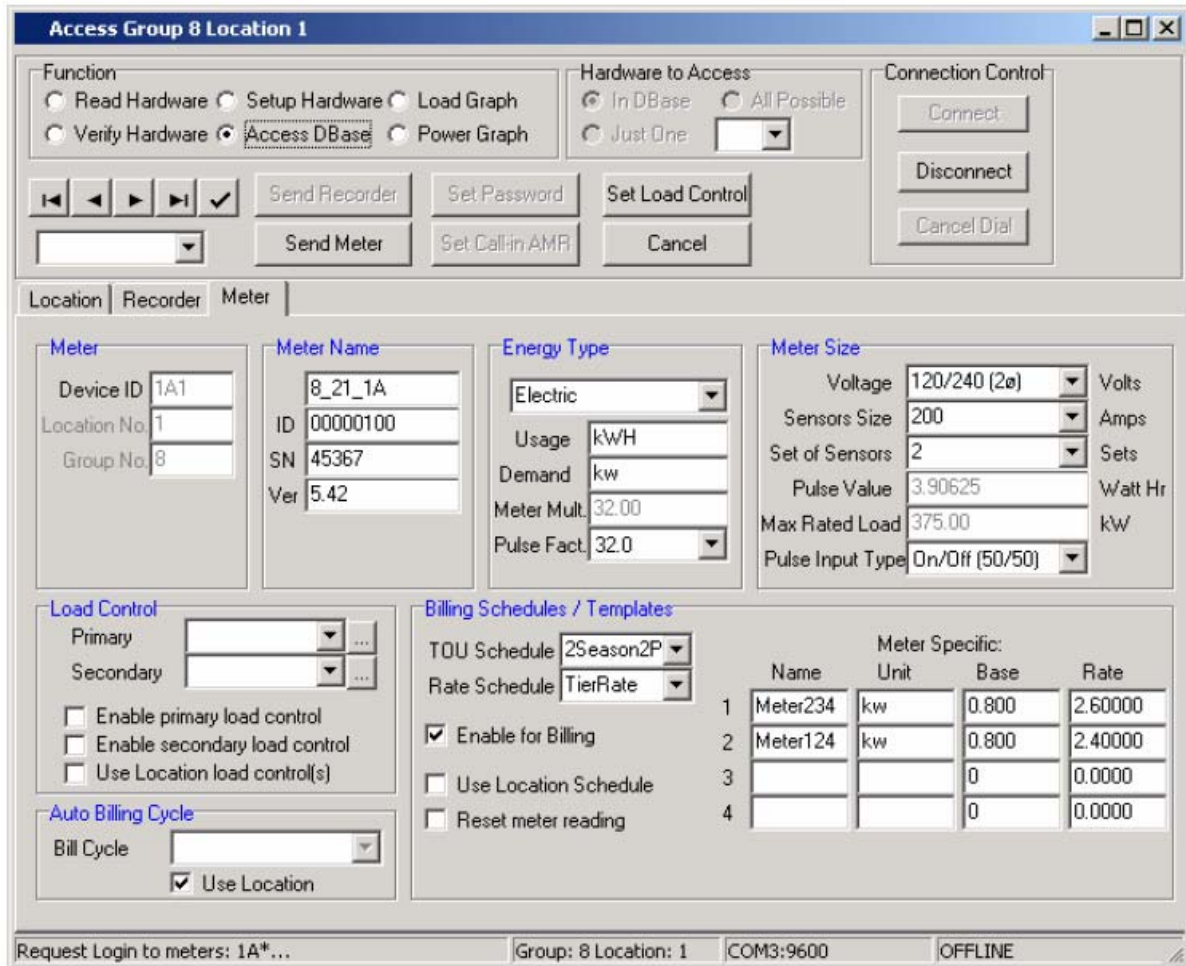 Access Group 8 Location 1
Function
Read Hardware Setup Hardware Load Graph
Verify Hardware Access DBase Power Graph
Hardware to Access
In DBase All Possible
Just One
Connection Control
Connect
Disconnect
Cancel Dial
Send Recorder Set Password Set Load Control
Send Meter Set Call-in AMR Cancel
Location Recorder Meter
Meter
Device ID 1A1
Location No. 1
Group No. 8
Meter Name
8_21_1A
ID 00000100
SN 45367
Ver 5.42
Energy Type
Electric
Usage kWH
Demand kw
Meter Mult. 32.00
Pulse Fact. 32.0
Meter Size
Voltage 120/240 (2ø) Volts
Sensors Size 200 Amps
Set of Sensors 2 Sets
Pulse Value 3.90625 Watt Hr
Max Rated Load 375.00 kW
Pulse Input Type On/Off (50/50)
Load Control
Primary ...
Secondary ...
Enable primary load control
Enable secondary load control
Use Location load control(s)
Auto Billing Cycle
Bill Cycle
Use Location
Billing Schedules / Templates
TOU Schedule 2Season2P
Rate Schedule TierRate
Enable for Billing
Use Location Schedule
Reset meter reading
Meter Specific:
Name Unit Base Rate
1 Meter234 kw 0.800 2.60000
2 Meter124 kw 0.800 2.40000
3 0 0.0000
4 0 0.0000
Request Login to meters: 1A*... Group: 8 Location: 1 COM3:9600 OFFLINE